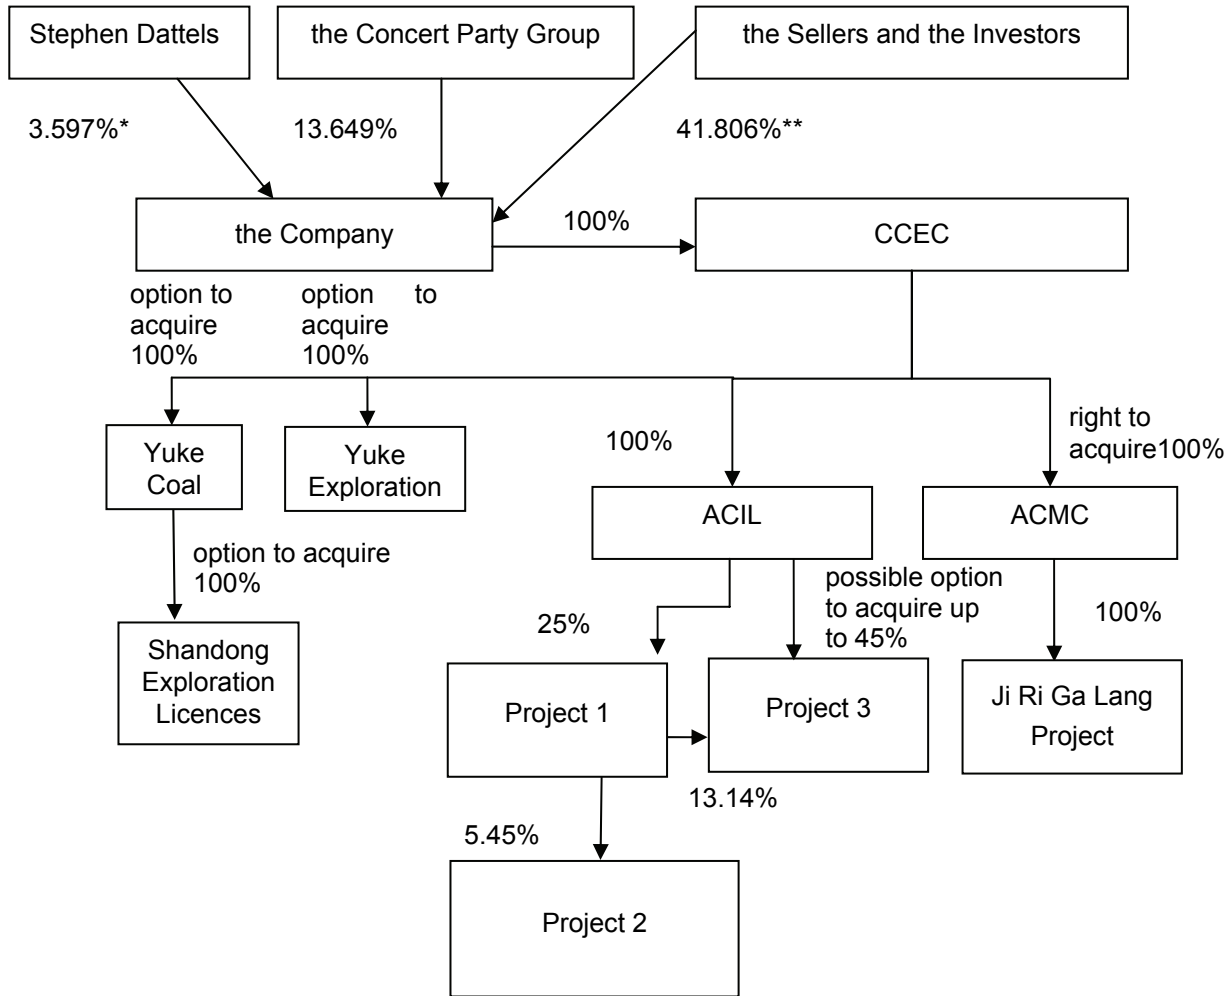 Stephen Dattels
the Concert Party Group
the Sellers and the Investors
3.597%*
13.649%
41.806%**
the Company
100%
CCEC
option to
acquire
100%
option to
acquire
100%
Yuke
Coal
Yuke
Exploration
100%
right to
acquire100%
ACIL
ACMC
option to acquire
100%
possible option
to acquire up
to 45%
25%
100%
Shandong
Exploration
Licences
Project 1
Project 3
Ji Ri Ga Lang
Project
13.14%
5.45%
Project 2